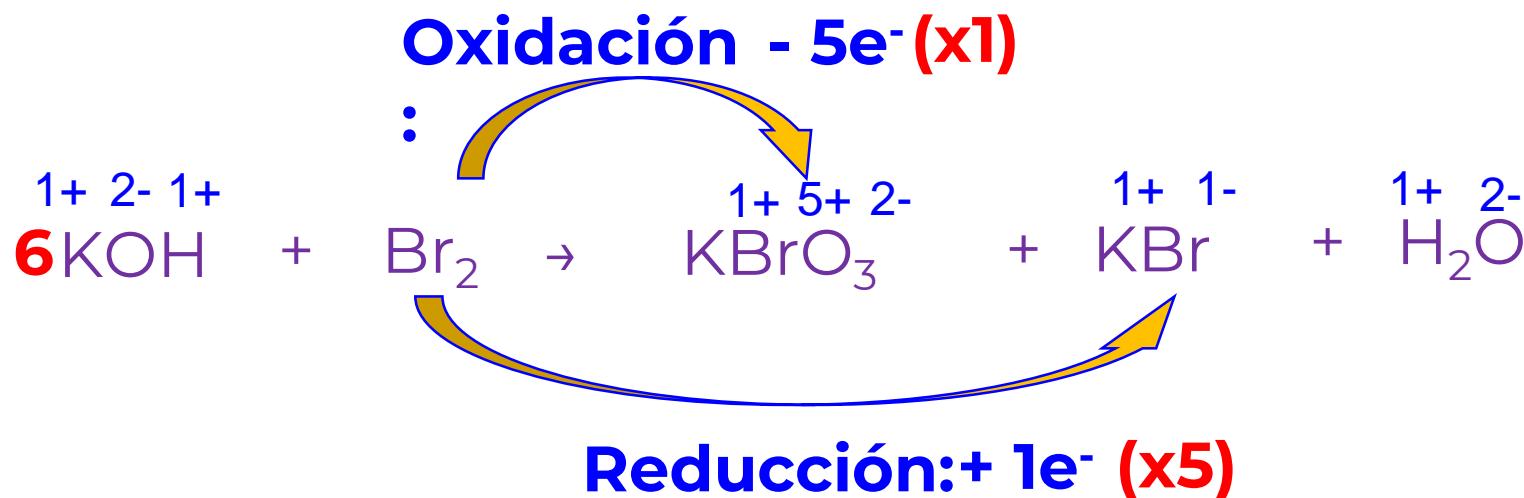 Oxidación - 5e⁻ (x1)
:
1+ 2- 1+ 1+ 5+ 2- 1+ 1- 1+ 2-
6KOH + Br₂ → KBrO₃ + KBr + H₂O
Reducción:+ 1e⁻ (x5)